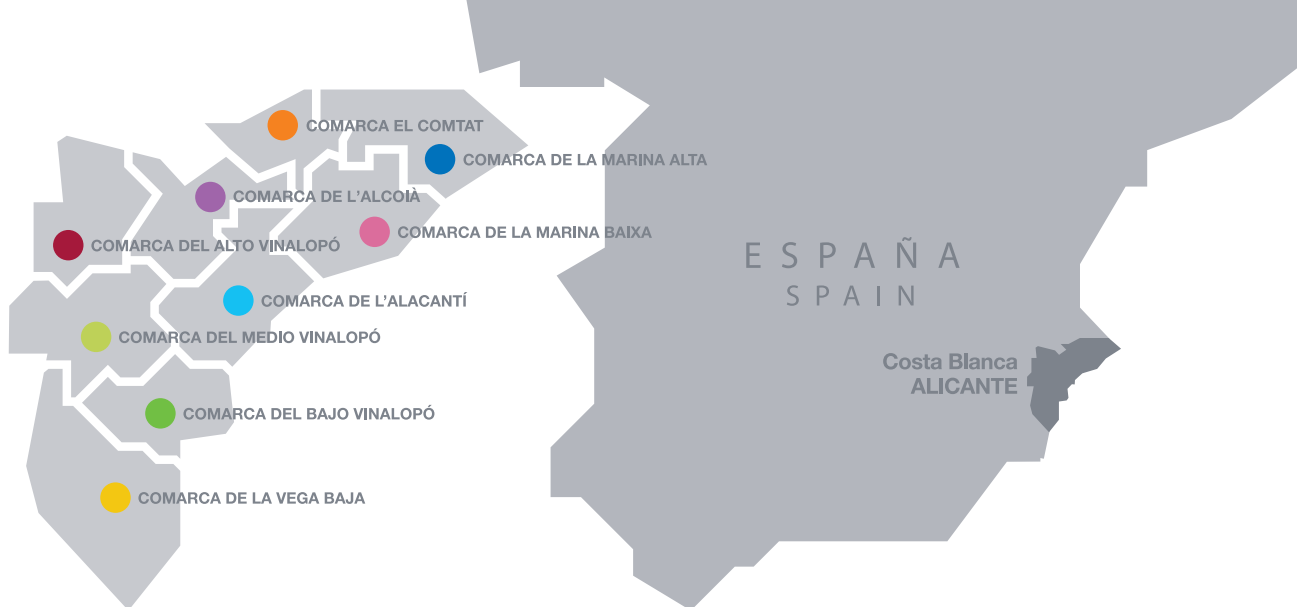 COMARCA EL COMTAT
COMARCA DE LA MARINA ALTA
COMARCA DE L'ALCOIÀ
COMARCA DE LA MARINA BAIXA
COMARCA DEL ALTO VINALOPÓ
COMARCA DE L'ALACANTÍ
COMARCA DEL MEDIO VINALOPÓ
COMARCA DEL BAJO VINALOPÓ
COMARCA DE LA VEGA BAJA
ESPAÑA
SPAIN
Costa Blanca
ALICANTE